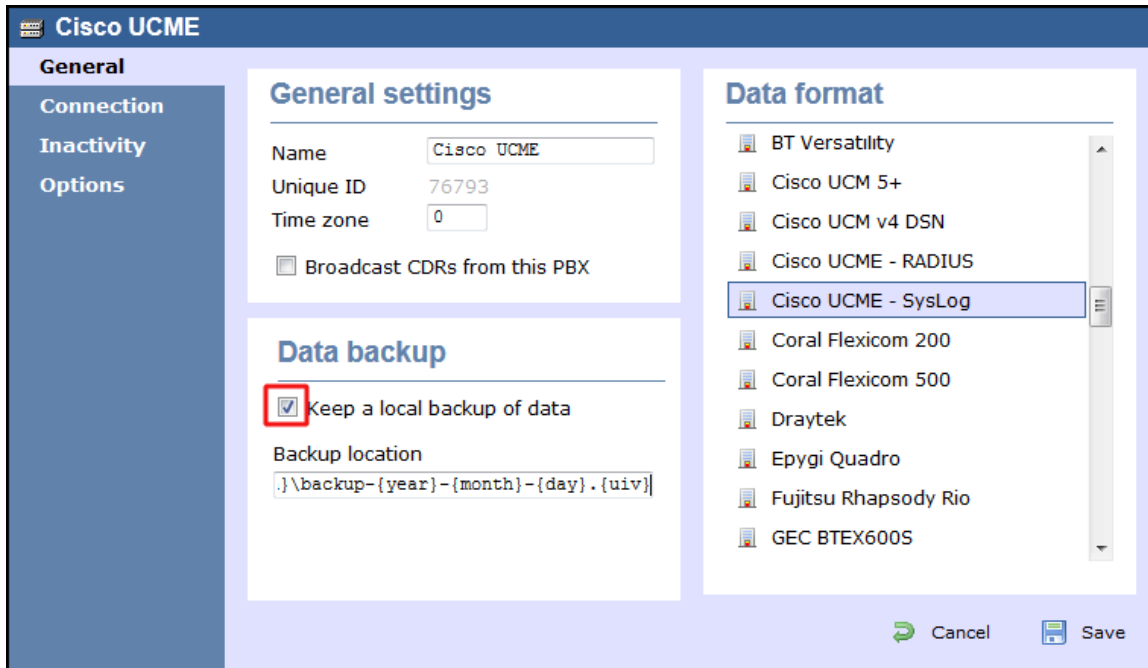 Cisco UCME
General
Connection
Inactivity
Options
General settings
Name Cisco UCME
Unique ID 76793
Time zone 0
Broadcast CDRs from this PBX
Data backup
Keep a local backup of data
Backup location
.}\backup-{year}-{month}-{day}.{uiv}
Data format
BT Versatility
Cisco UCM 5+
Cisco UCM v4 DSN
Cisco UCME - RADIUS
Cisco UCME - SysLog
Coral Flexicom 200
Coral Flexicom 500
Draytek
Epygi Quadro
Fujitsu Rhapsody Rio
GEC BTEX600S
Cancel Save